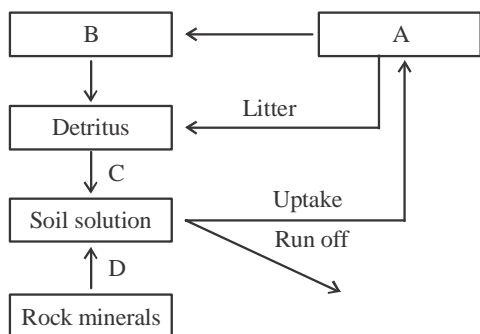 B
A
Litter
Detritus
C
Uptake
Soil solution
Run off
D
Rock minerals